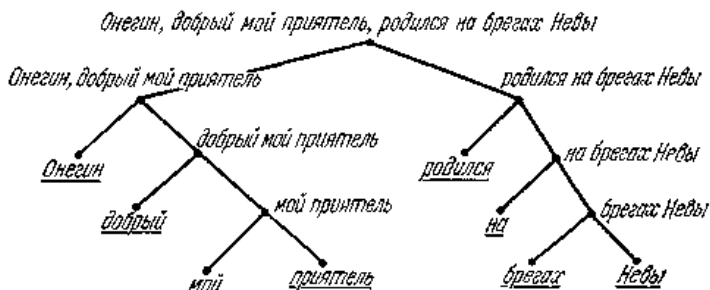 Онегин, добрый мой приятель, родился на брегах Невы
Онегин, добрый мой приятель
родился на брегах Невы
добрый мой приятель
на брегах Невы
Онегин
родился
мой приятель
брегах Невы
добрый
на
мой
приятель
брегах
Невы